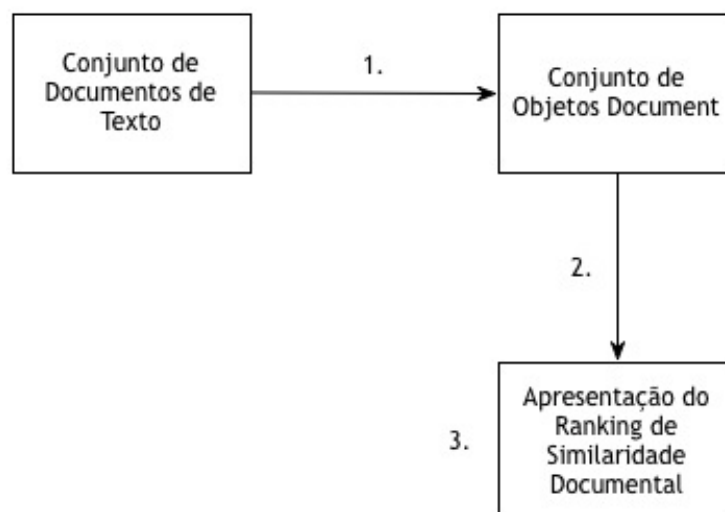 Conjunto de
Documentos de
Texto
1.
Conjunto de
Objetos Document
2.
3.
Apresentação do
Ranking de
Similaridade
Documental